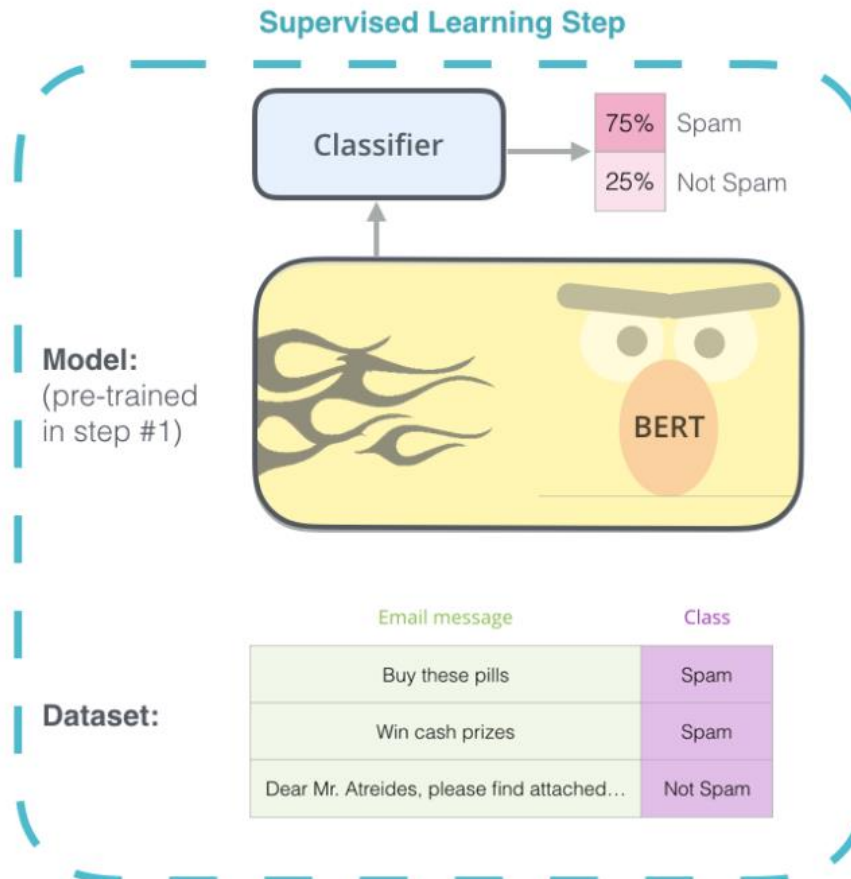 Supervised Learning Step
Classifier
75% Spam
25% Not Spam
Model:
(pre-trained
in step #1)
BERT
Email message Class
Dataset:
Buy these pills Spam
Win cash prizes Spam
Dear Mr. Atreides, please find attached... Not Spam